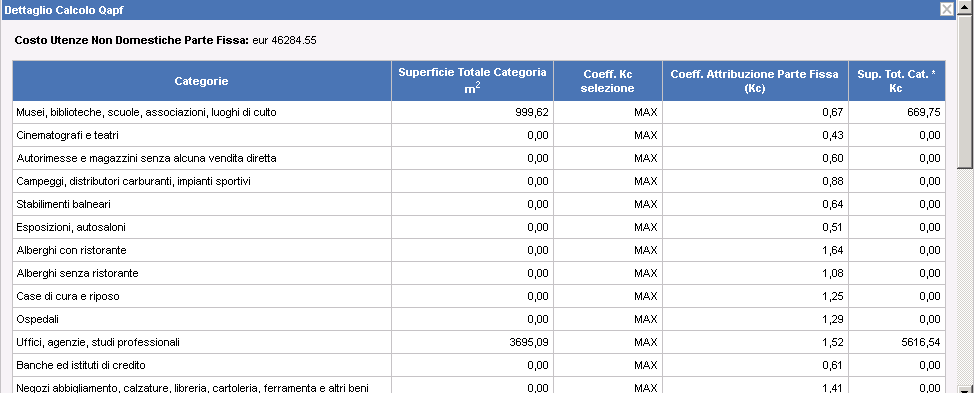 Dettaglio Calcolo Qapf
Costo Utenze Non Domestiche Parte Fissa: eur 46284.55
Categorie Superficie Totale Categoria m2 Coeff. Kc selezione Coeff. Attribuzione Parte Fissa (Kc) Sup. Tot. Cat. * Kc
Musei, biblioteche, scuole, associazioni, luoghi di culto 999,62 MAX 0,67 669,75
Cinematografi e teatri 0,00 MAX 0,43 0,00
Autorimesse e magazzini senza alcuna vendita diretta 0,00 MAX 0,60 0,00
Campeggi, distributori carburanti, impianti sportivi 0,00 MAX 0,88 0,00
Stabilimenti balneari 0,00 MAX 0,64 0,00
Esposizioni, autosaloni 0,00 MAX 0,51 0,00
Alberghi con ristorante 0,00 MAX 1,64 0,00
Alberghi senza ristorante 0,00 MAX 1,08 0,00
Case di cura e riposo 0,00 MAX 1,25 0,00
Ospedali 0,00 MAX 1,29 0,00
Uffici, agenzie, studi professionali 3695,09 MAX 1,52 5616,54
Banche ed istituti di credito 0,00 MAX 0,61 0,00
Negozi abbigliamento, calzature, libreria, cartoleria, ferramenta e altri beni 0,00 MAX 1,41 0,00